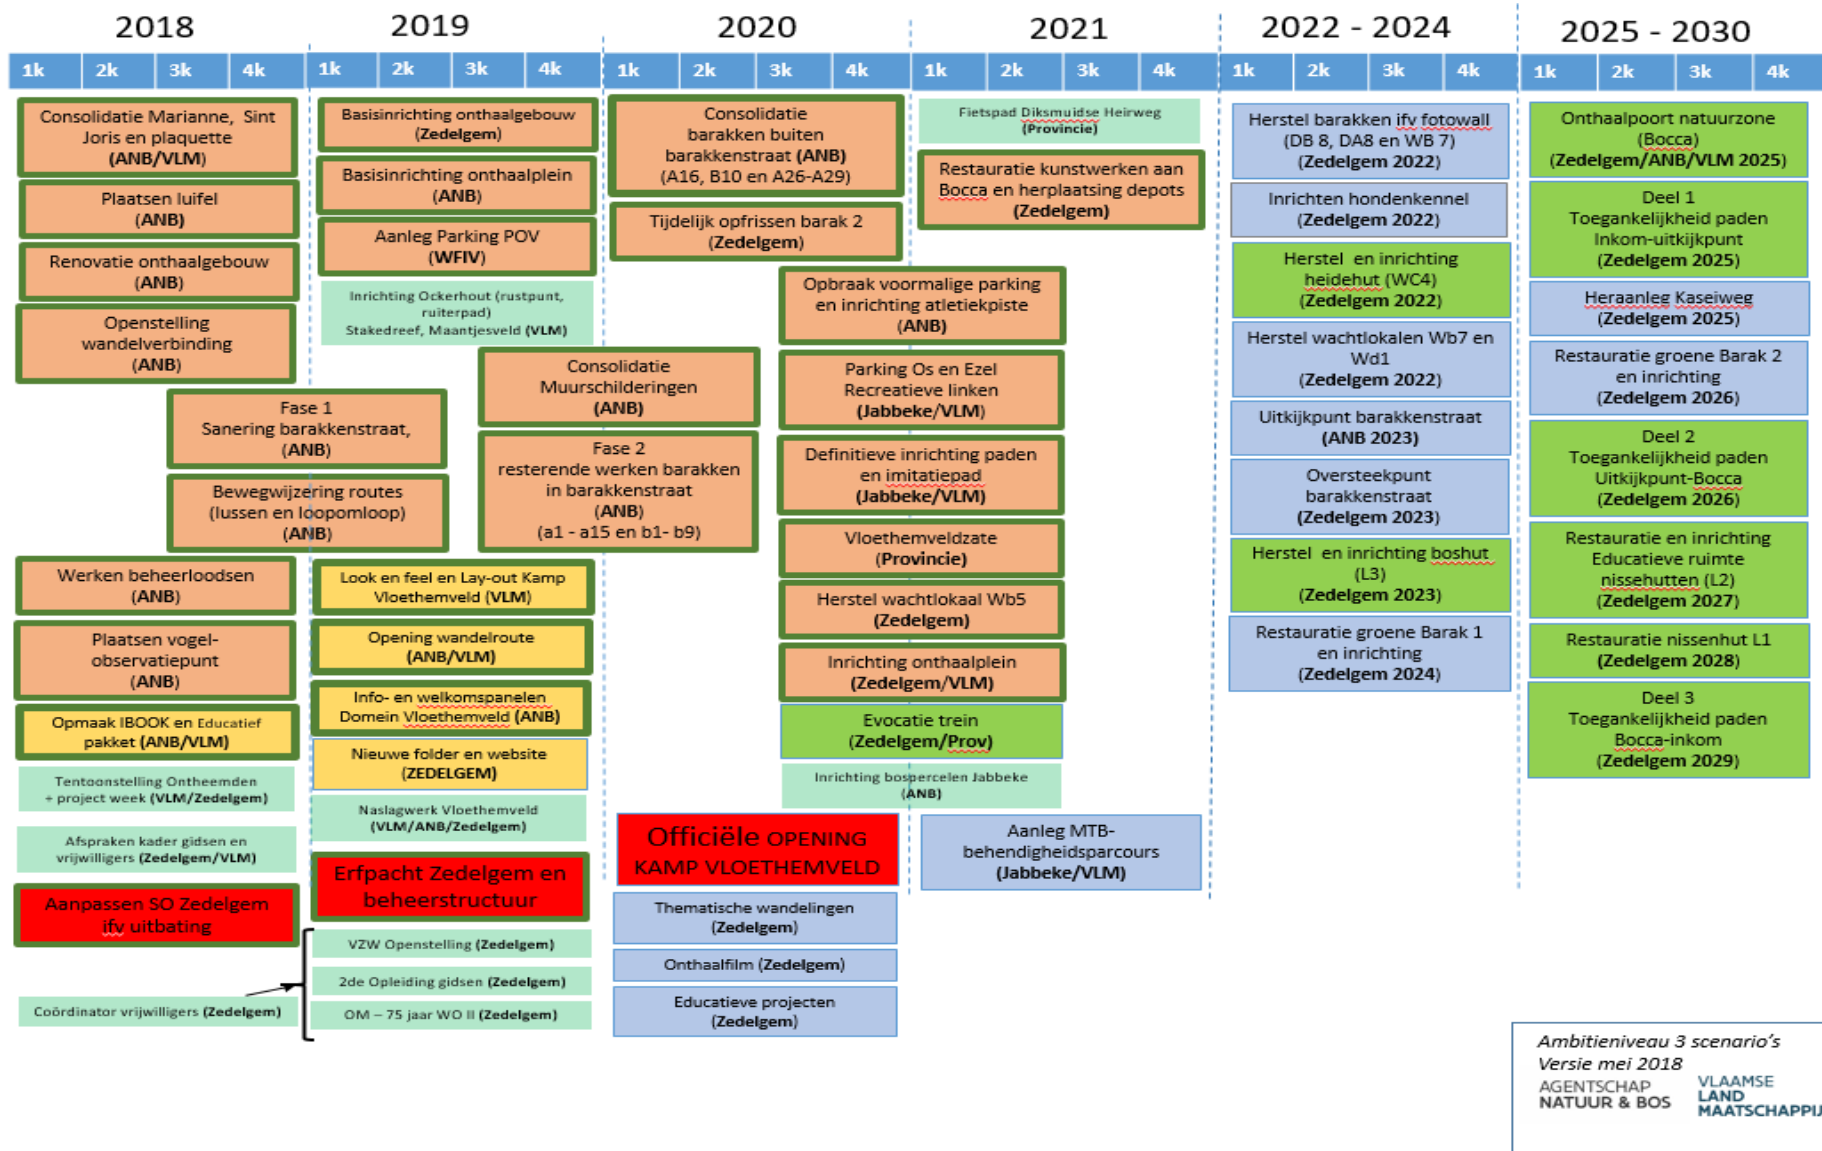 2018
2019
2020
2021
2022 - 2024
2025 - 2030
1k 2k 3k 4k
1k 2k 3k 4k
1k 2k 3k 4k
1k 2k 3k 4k
1k 2k 3k 4k
1k 2k 3k 4k
Consolidatie Marianne, Sint
Joris en plaquette
(ANB/VLM)
Plaatsen luifel
(ANB)
Renovatie onthaalgebouw
(ANB)
Openstelling
wandelverbinding
(ANB)
Fase 1
Sanering barakkenstraat,
(ANB)
Bewegwijzering routes
(lussen en loopomloop)
(ANB)
Werken beheerloodsen
(ANB)
Plaatsen vogel-
observatiepunt
(ANB)
Opmaak IBOOK en Educatief
pakket (ANB/VLM)
Tentoonstelling Ontheemden
+ project week (VLM/Zedelgem)
Afspraken kader gidsen en
vrijwilligers (Zedelgem/VLM)
Aanpassen SO Zedelgem
ifv uitbating
Coördinator vrijwilligers (Zedelgem)
Basisinrichting onthaalgebouw
(Zedelgem)
Basisinrichting onthaalplein
(ANB)
Aanleg Parking POV
(WFIV)
Inrichting Ockerhout (rustpunt,
ruiterpad)
Stakedreef, Maantjesveld (VLM)
Consolidatie
Muurschilderingen
(ANB)
Fase 2
resterende werken barakken
in barakkenstraat
(ANB)
(a1 - a15 en b1- b9)
Look en feel en Lay-out Kamp
Vloethemveld (VLM)
Opening wandelroute
(ANB/VLM)
Info- en welkomspanelen
Domein Vloethemveld (ANB)
Nieuwe folder en website
(ZEDELGEM)
Naslagwerk Vloethemveld
(VLM/ANB/Zedelgem)
Erfpacht Zedelgem en
beheerstructuur
VZW Openstelling (Zedelgem)
2de Opleiding gidsen (Zedelgem)
OM – 75 jaar WO II (Zedelgem)
Consolidatie
barakken buiten
barakkenstraat (ANB)
(A16, B10 en A26-A29)
Tijdelijk opfrissen barak 2
(Zedelgem)
Opbraak voormalige parking
en inrichting atletiekpiste
(ANB)
Parking Os en Ezel
Recreatieve linken
(Jabbeke/VLM)
Definitieve inrichting paden
en imitatiepad
(Jabbeke/VLM)
Vloethemveldzate
(Provincie)
Herstel wachtlokaal Wb5
(Zedelgem)
Inrichting onthaalplein
(Zedelgem/VLM)
Evocatie trein
(Zedelgem/Prov)
Inrichting bospercelen Jabbeke
(ANB)
Officiële OPENING
KAMP VLOETHEMVELD
Thematische wandelingen
(Zedelgem)
Onthaalfilm (Zedelgem)
Educatieve projecten
(Zedelgem)
Fietspad Diksmuidse Heirweg
(Provincie)
Restauratie kunstwerken aan
Bocca en herplaatsing depots
(Zedelgem)
Aanleg MTB-
behendigheidsparcours
(Jabbeke/VLM)
Herstel barakken ifv fotowall
(DB 8, DA8 en WB 7)
(Zedelgem 2022)
Inrichten hondenkennel
(Zedelgem 2022)
Herstel en inrichting
heidehut (WC4)
(Zedelgem 2022)
Herstel wachtlokalen Wb7 en
Wd1
(Zedelgem 2022)
Uitkijkpunt barakkenstraat
(ANB 2023)
Oversteekpunt
barakkenstraat
(Zedelgem 2023)
Herstel en inrichting boshut
(L3)
(Zedelgem 2023)
Restauratie groene Barak 1
en inrichting
(Zedelgem 2024)
Onthaalpoort natuurzone
(Bocca)
(Zedelgem/ANB/VLM 2025)
Deel 1
Toegankelijkheid paden
Inkom-uitkijkpunt
(Zedelgem 2025)
Heraanleg Kaseiweg
(Zedelgem 2025)
Restauratie groene Barak 2
en inrichting
(Zedelgem 2026)
Deel 2
Toegankelijkheid paden
Uitkijkpunt-Bocca
(Zedelgem 2026)
Restauratie en inrichting
Educatieve ruimte
nissehutten (L2)
(Zedelgem 2027)
Restauratie nissenhut L1
(Zedelgem 2028)
Deel 3
Toegankelijkheid paden
Bocca-inkom
(Zedelgem 2029)
Ambitieniveau 3 scenario's
Versie mei 2018
AGENTSCHAP
NATUUR & BOS
VLAAMSE
LAND
MAATSCHAPPIJ